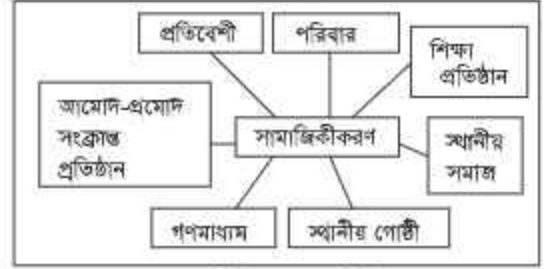 প্রতিবেশী
পরিবার
শিক্ষা
প্রতিষ্ঠান
আমোদ-প্রমোদ
সংক্রান্ত
প্রতিষ্ঠান
সামাজিকীকরণ
স্থানীয়
সমাজ
গণমাধ্যম
স্থানীয় গোষ্ঠী